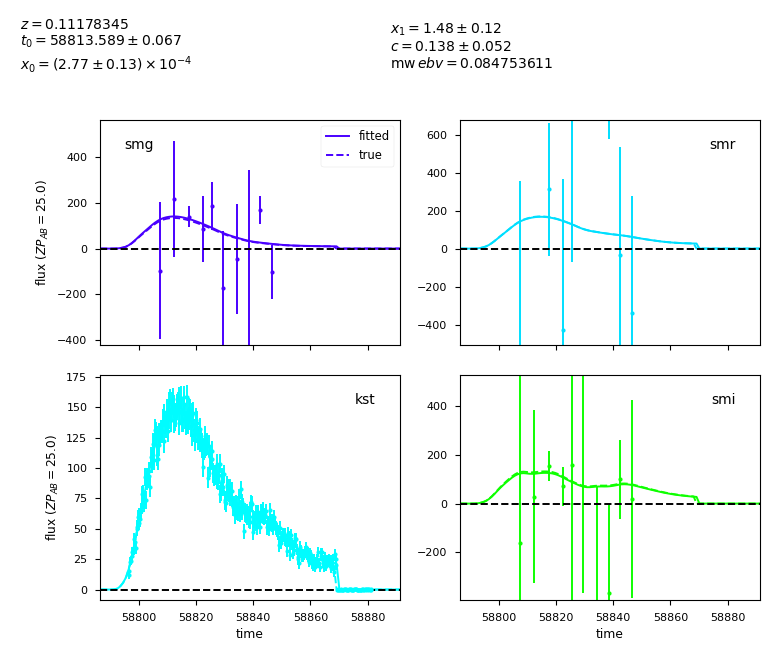 z = 0.11178345
t₀ = 58813.589 ± 0.067
x₀ = (2.77 ± 0.13) × 10⁻⁴
x₁ = 1.48 ± 0.12
c = 0.138 ± 0.052
mw ebv = 0.084753611
smg
fitted
true
400
200
0
−200
−400
flux (ZP_AB = 25.0)
smr
600
400
200
0
−200
−400
kst
175
150
125
100
75
50
25
0
flux (ZP_AB = 25.0)
58800 58820 58840 58860 58880
time
smi
400
200
0
−200
58800 58820 58840 58860 58880
time